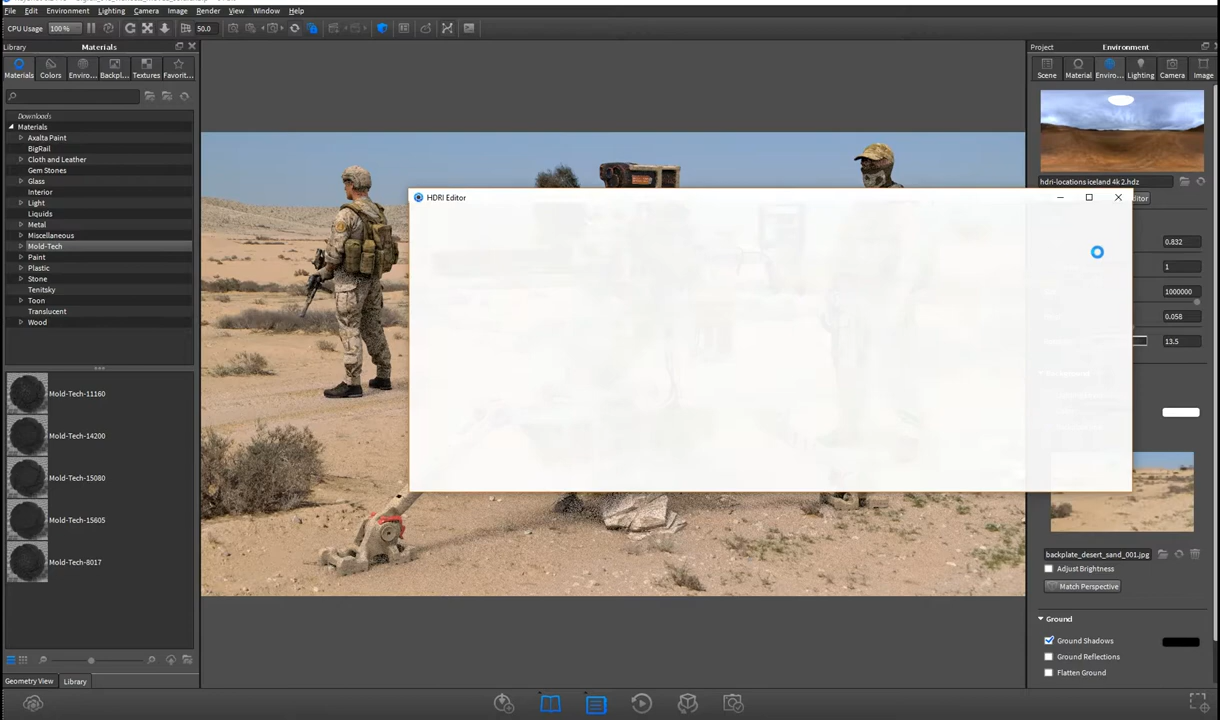 File Edit Environment Lighting Camera Image Render View Window Help
CPU Usage 100 % 50.0
Library Materials
Project Environment
Materials Colors Enviro... Backpl... Textures Favorit...
Scene Material Enviro... Lighting Camera Image
Downloads
Materials
Axalta Paint
BigRail
Cloth and Leather
Gem Stones
Glass
Interior
Light
Liquids
Metal
Miscellaneous
Mold-Tech
Paint
Plastic
Stone
Tenitsky
Toon
Translucent
Wood
Mold-Tech-11160
Mold-Tech-14200
Mold-Tech-15080
Mold-Tech-15605
Mold-Tech-8017
Geometry View Library
HDRI Editor
hdri-locations iceland 4k 2.hdz
ditor
0.832
1
1000000
0.058
13.5
backplate_desert_sand_001.jpg
Adjust Brightness
Match Perspective
Ground
Ground Shadows
Ground Reflections
Flatten Ground